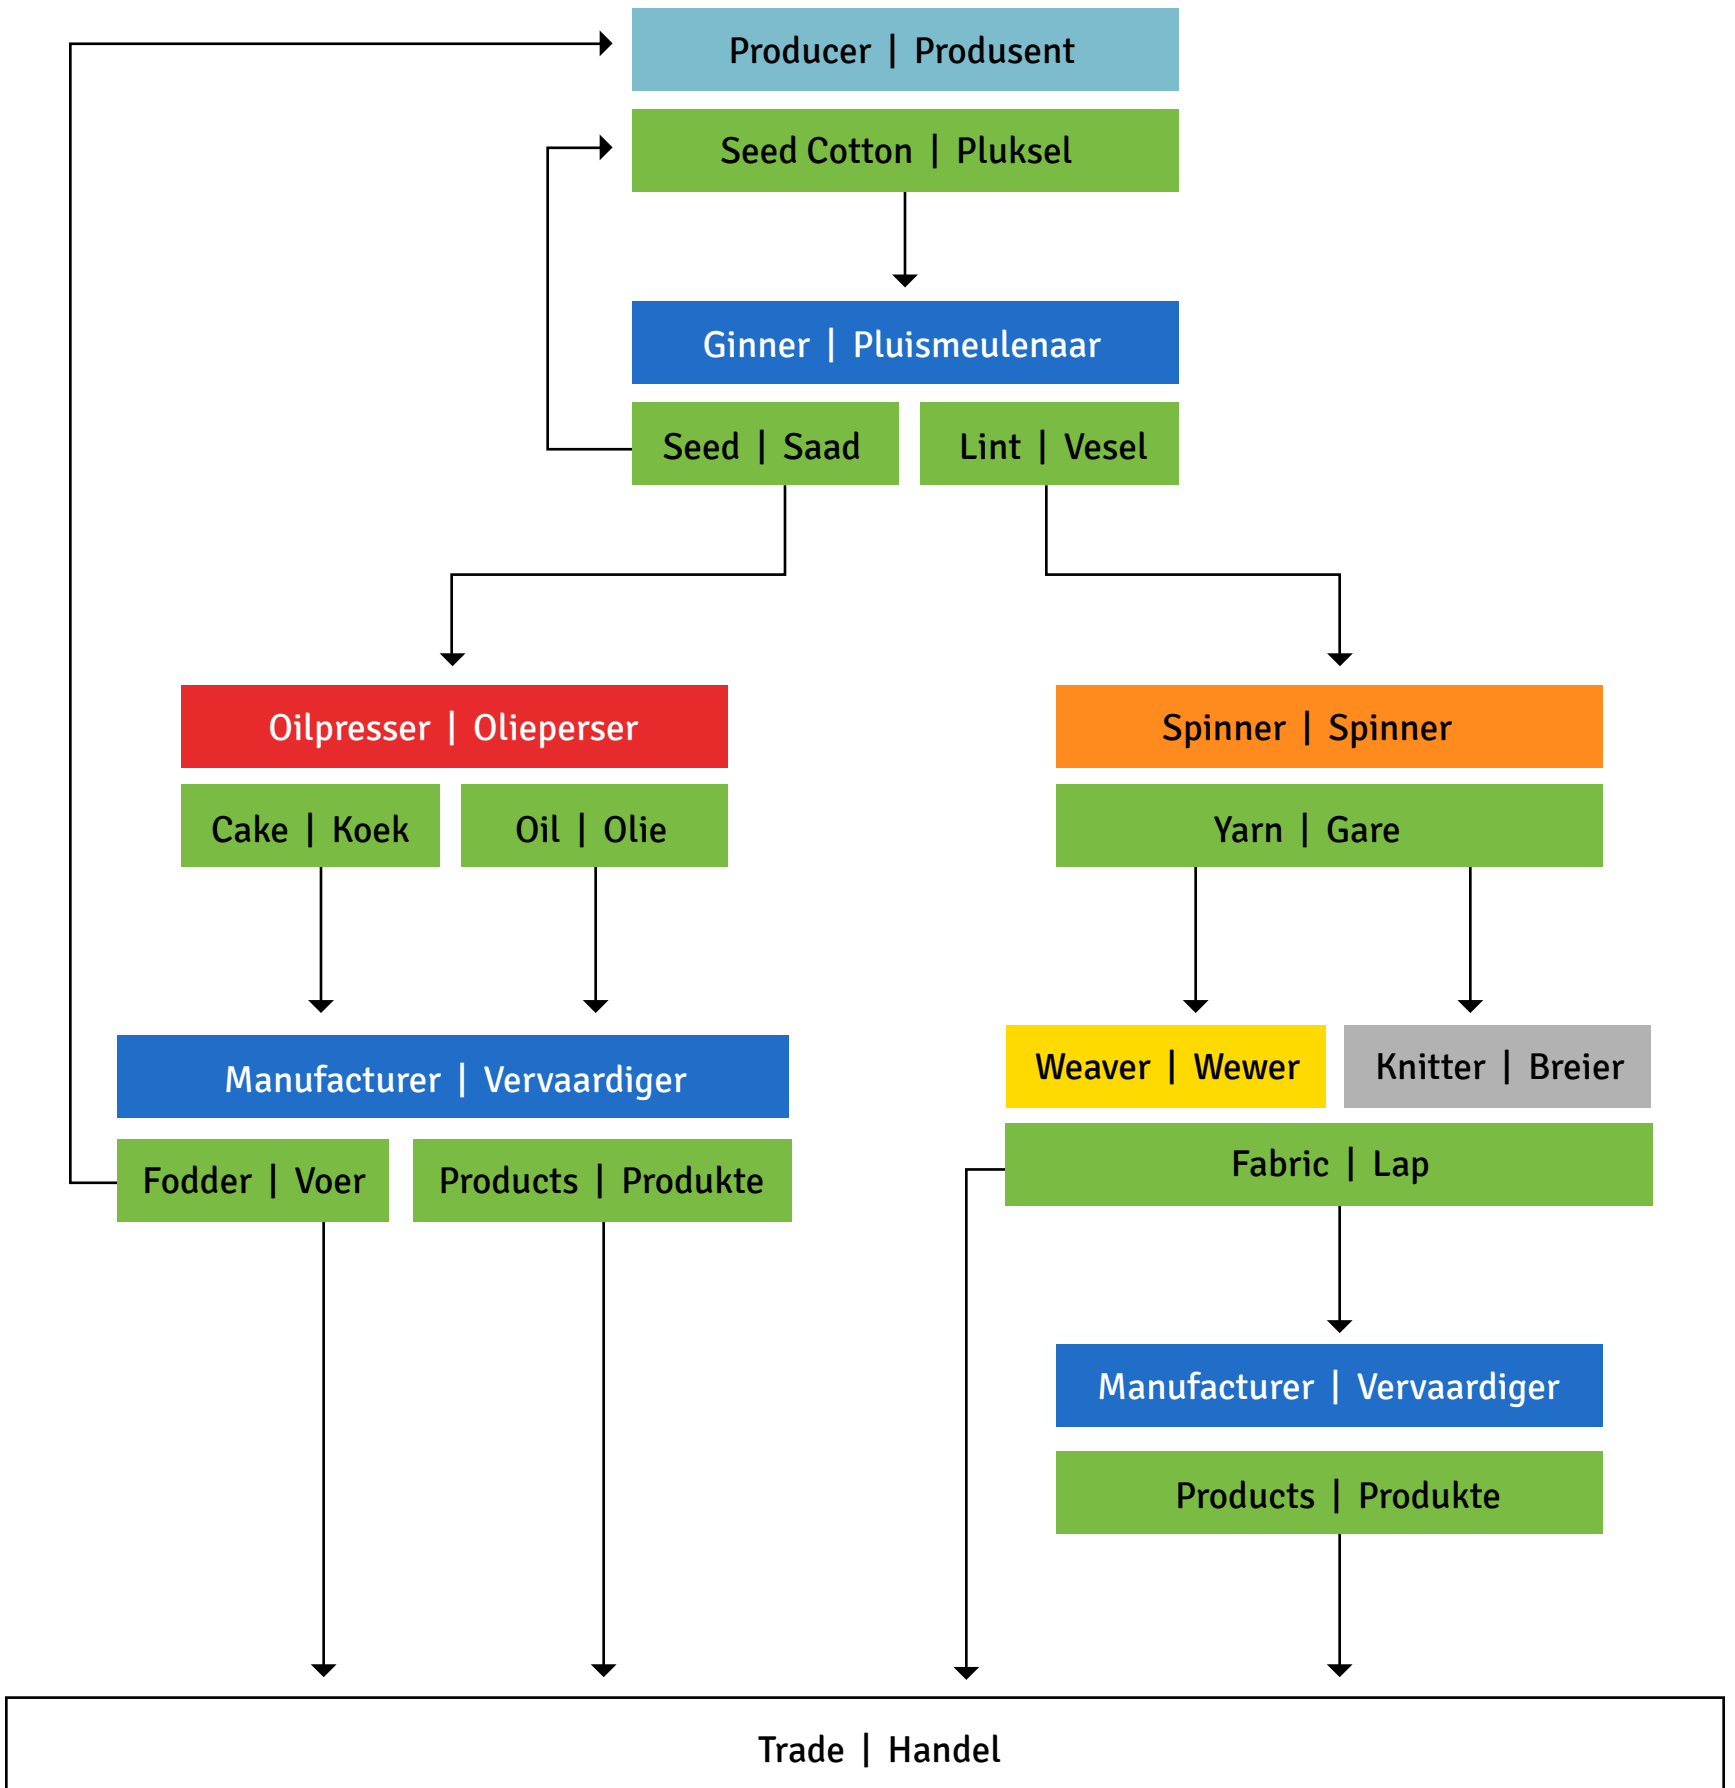 Producer | Produsent
Seed Cotton | Pluksel
Ginner | Pluismeulenaar
Seed | Saad
Lint | Vesel
Oilpresser | Olieperser
Spinner | Spinner
Cake | Koek
Oil | Olie
Yarn | Gare
Weaver | Wewer
Knitter | Breier
Manufacturer | Vervaardiger
Fabric | Lap
Fodder | Voer
Products | Produkte
Manufacturer | Vervaardiger
Products | Produkte
Trade | Handel